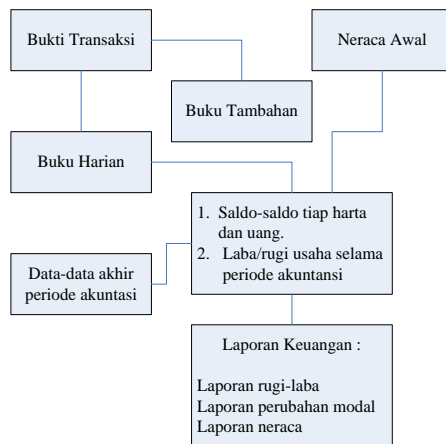 Bukti Transaksi
Neraca Awal
Buku Tambahan
Buku Harian
1. Saldo-saldo tiap harta
dan uang.
2. Laba/rugi usaha selama
periode akuntansi
Data-data akhir
periode akuntasi
Laporan Keuangan :
Laporan rugi-laba
Laporan perubahan modal
Laporan neraca